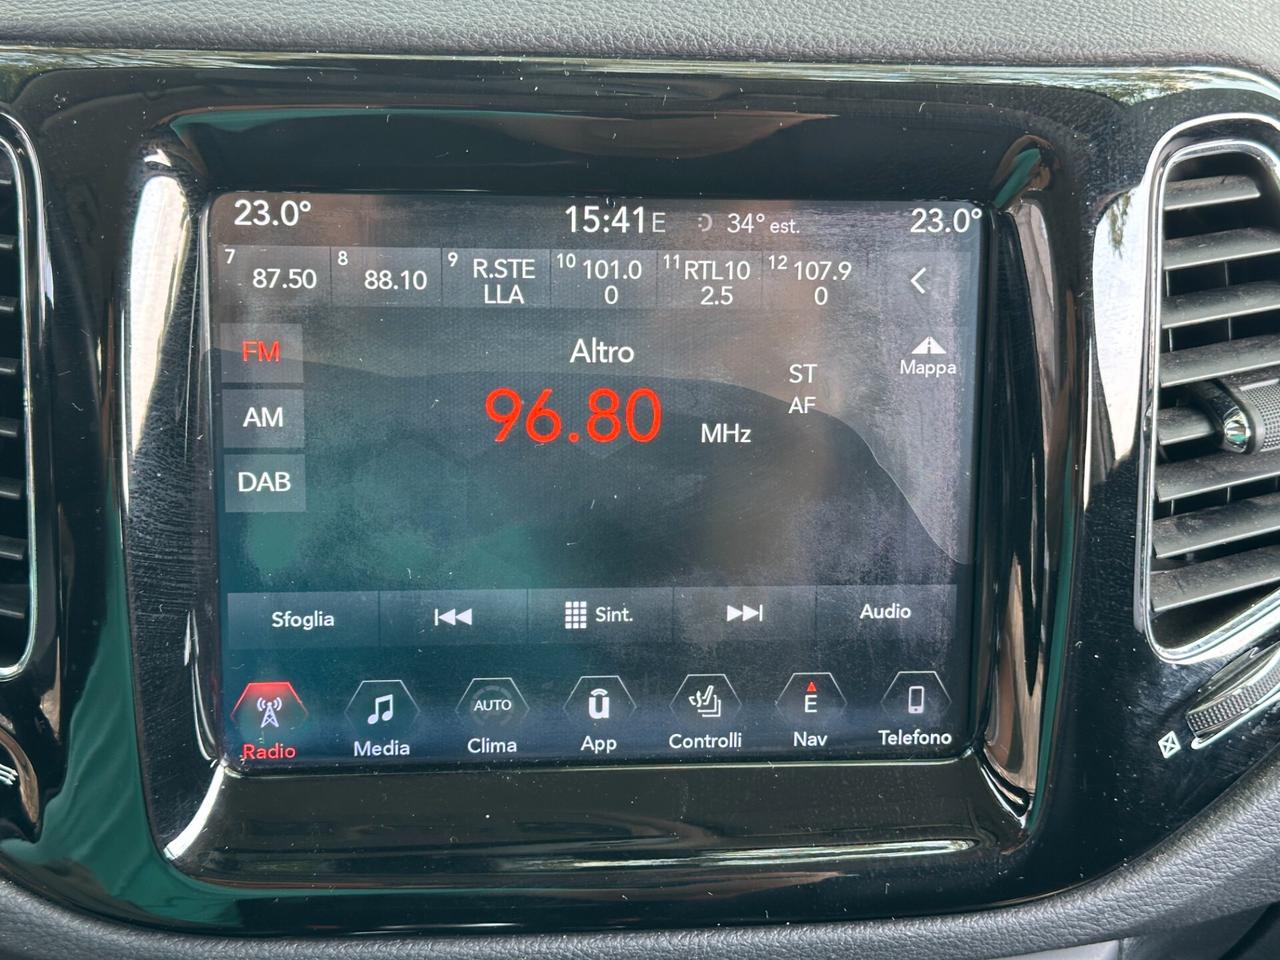 23.0° 15:41 E 34° est. 23.0°
7 87.50 8 88.10 9 R.STE 10 101.0 11 RTL10 12 107.9
LLA 0 2.5 0
FM Altro ST Mappa
96.80 MHz AF
AM
DAB
Sfoglia Sint. Audio
AUTO ū E
Radio Media Clima App Controlli Nav Telefono